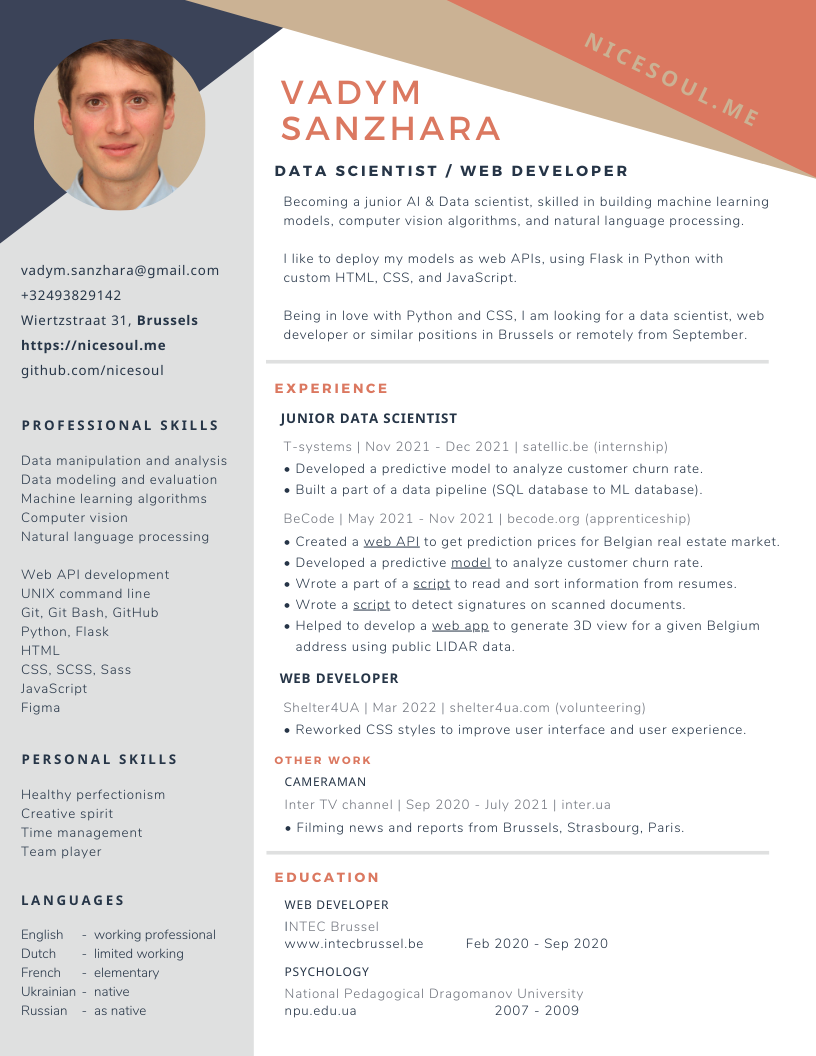 NICESOUL.ME
VADYM
SANZHARA
DATA SCIENTIST / WEB DEVELOPER
Becoming a junior AI & Data scientist, skilled in building machine learning
models, computer vision algorithms, and natural language processing.
I like to deploy my models as web APIs, using Flask in Python with
custom HTML, CSS, and JavaScript.
Being in love with Python and CSS, I am looking for a data scientist, web
developer or similar positions in Brussels or remotely from September.
vadym.sanzhara@gmail.com
+32493829142
Wiertzstraat 31, Brussels
https://nicesoul.me
github.com/nicesoul
PROFESSIONAL SKILLS
Data manipulation and analysis
Data modeling and evaluation
Machine learning algorithms
Computer vision
Natural language processing
Web API development
UNIX command line
Git, Git Bash, GitHub
Python, Flask
HTML
CSS, SCSS, Sass
JavaScript
Figma
PERSONAL SKILLS
Healthy perfectionism
Creative spirit
Time management
Team player
LANGUAGES
English - working professional
Dutch - limited working
French - elementary
Ukrainian - native
Russian - as native
EXPERIENCE
JUNIOR DATA SCIENTIST
T-systems | Nov 2021 - Dec 2021 | satellic.be (internship)
• Developed a predictive model to analyze customer churn rate.
• Built a part of a data pipeline (SQL database to ML database).
BeCode | May 2021 - Nov 2021 | becode.org (apprenticeship)
• Created a web API to get prediction prices for Belgian real estate market.
• Developed a predictive model to analyze customer churn rate.
• Wrote a part of a script to read and sort information from resumes.
• Wrote a script to detect signatures on scanned documents.
• Helped to develop a web app to generate 3D view for a given Belgium
address using public LIDAR data.
WEB DEVELOPER
Shelter4UA | Mar 2022 | shelter4ua.com (volunteering)
• Reworked CSS styles to improve user interface and user experience.
OTHER WORK
CAMERAMAN
Inter TV channel | Sep 2020 - July 2021 | inter.ua
• Filming news and reports from Brussels, Strasbourg, Paris.
EDUCATION
WEB DEVELOPER
INTEC Brussel
www.intecbrussel.be Feb 2020 - Sep 2020
PSYCHOLOGY
National Pedagogical Dragomanov University
npu.edu.ua 2007 - 2009